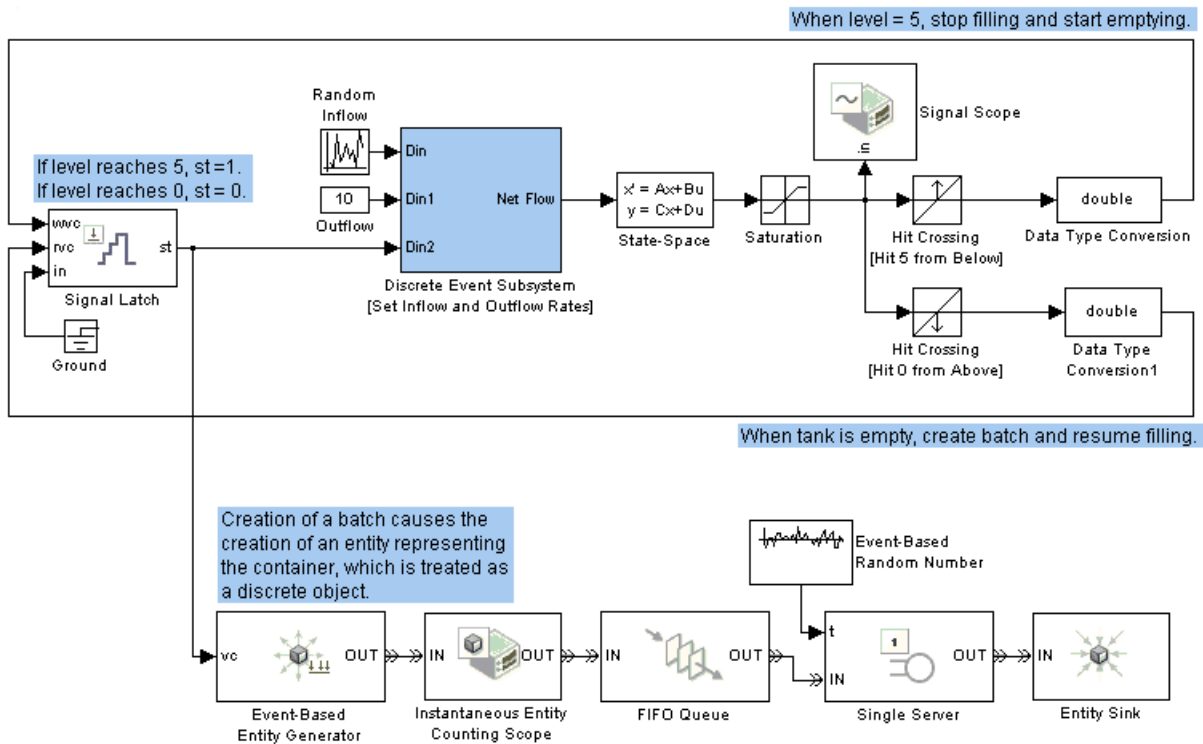 When level = 5, stop filling and start emptying.
Random
Inflow
Signal Scope
in
If level reaches 5, st =1.
If level reaches 0, st = 0.
Din
Din1
Din2
Net Flow
10
Outflow
x' = Ax+Bu
y = Cx+Du
State-Space
Saturation
Hit Crossing
[Hit 5 from Below]
double
Data Type Conversion
wvc
rvc
in
st
Signal Latch
Discrete Event Subsystem
[Set Inflow and Outflow Rates]
Ground
Hit Crossing
[Hit 0 from Above]
double
Data Type
Conversion1
When tank is empty, create batch and resume filling.
Creation of a batch causes the
creation of an entity representing
the container, which is treated as
a discrete object.
Event-Based
Random Number
vc
OUT
Event-Based
Entity Generator
IN
OUT
Instantaneous Entity
Counting Scope
IN
OUT
FIFO Queue
t
IN
1
OUT
Single Server
IN
Entity Sink